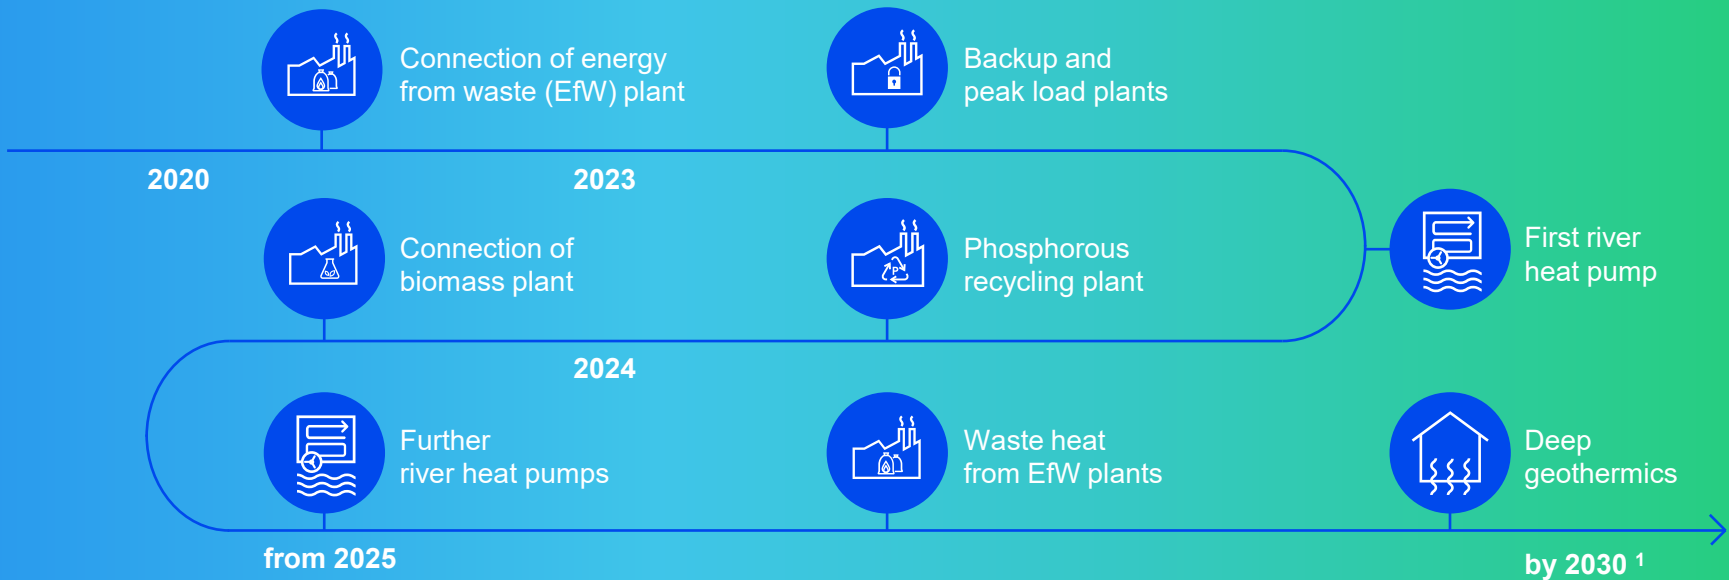 Connection of energy
from waste (EfW) plant
Backup and
peak load plants
2020
2023
First river
heat pump
Phosphorous
recycling plant
P
Connection of
biomass plant
2024
Further
river heat pumps
Waste heat
from EfW plants
Deep
geothermics
from 2025
by 2030 ¹